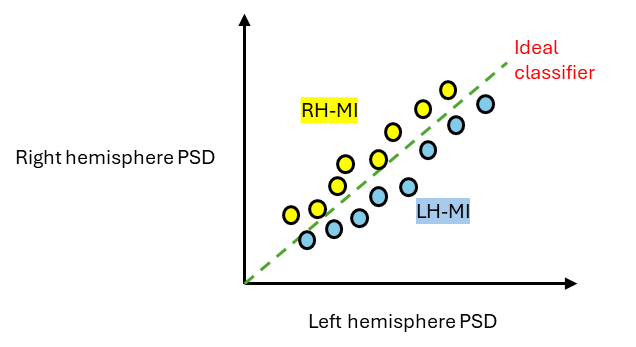 Ideal
classifier
RH-MI
Right hemisphere PSD
LH-MI
Left hemisphere PSD